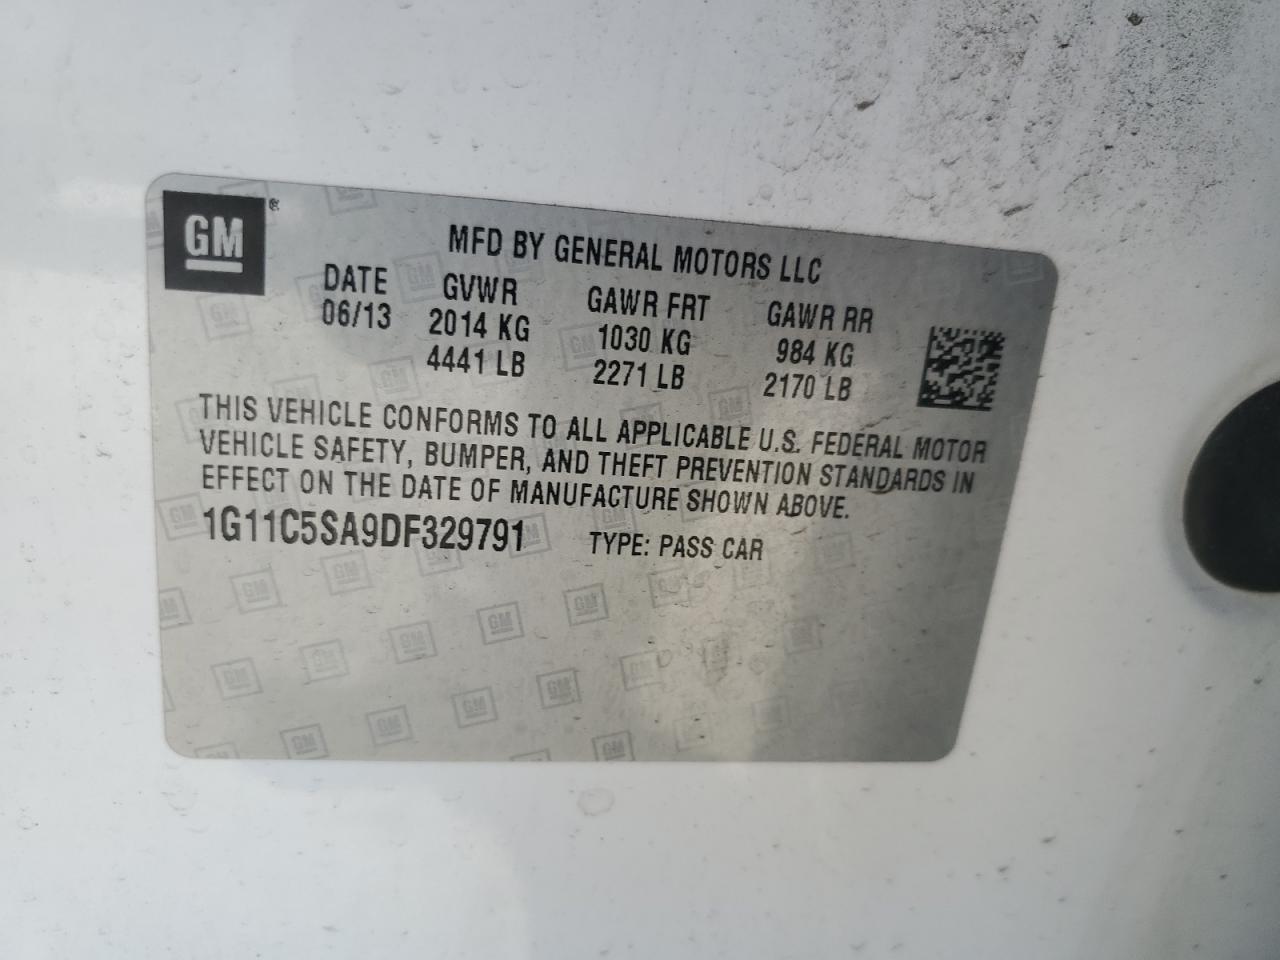 GM®
MFD BY GENERAL MOTORS LLC
DATE GVWR GAWR FRT GAWR RR
06/13 2014 KG 1030 KG 984 KG
4441 LB 2271 LB 2170 LB
THIS VEHICLE CONFORMS TO ALL APPLICABLE U.S. FEDERAL MOTOR
VEHICLE SAFETY, BUMPER, AND THEFT PREVENTION STANDARDS IN
EFFECT ON THE DATE OF MANUFACTURE SHOWN ABOVE.
1G11C5SA9DF329791 TYPE: PASS CAR